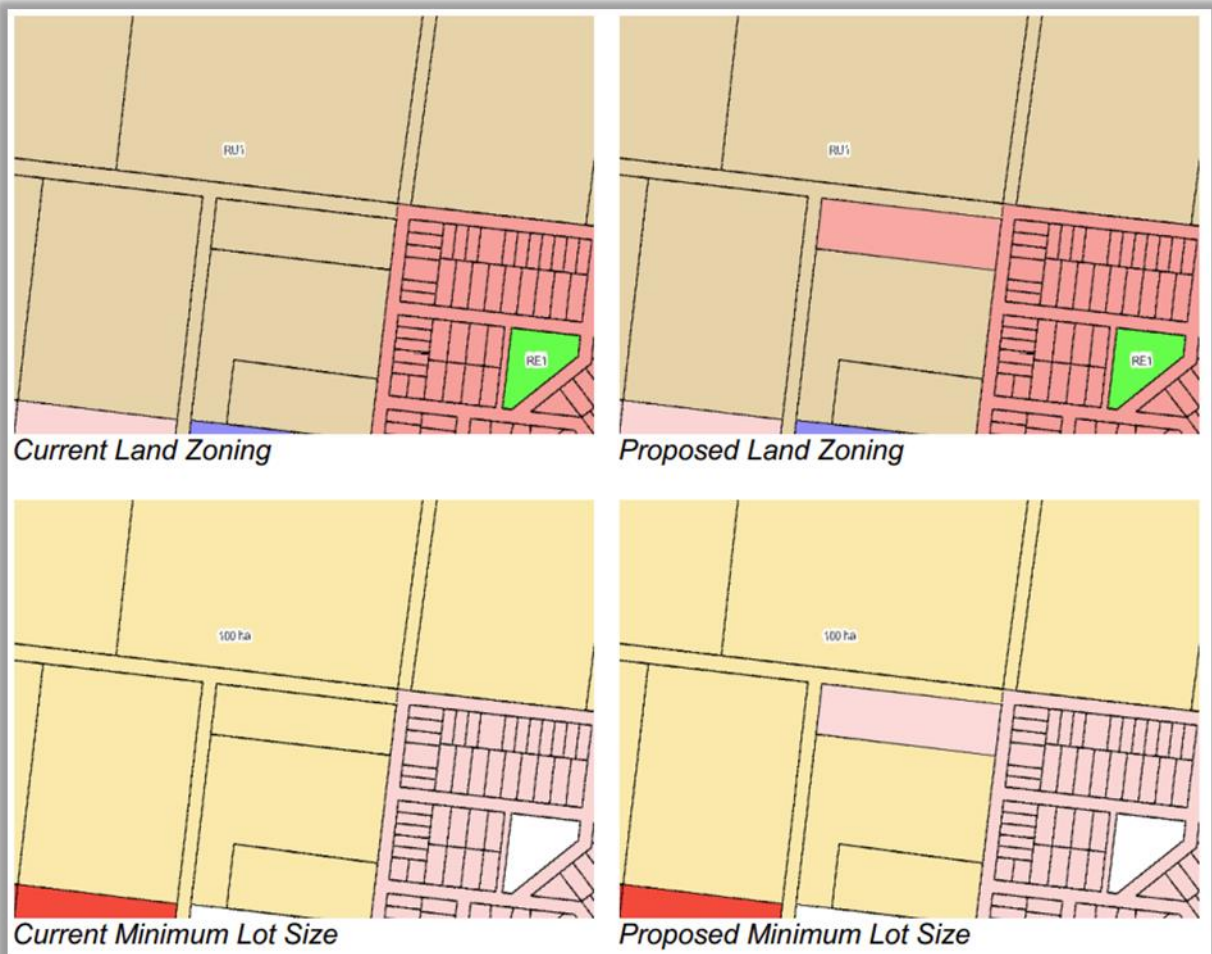 RU1
RU1
RE1
RE1
Current Land Zoning
Proposed Land Zoning
100 ha
100 ha
Current Minimum Lot Size
Proposed Minimum Lot Size